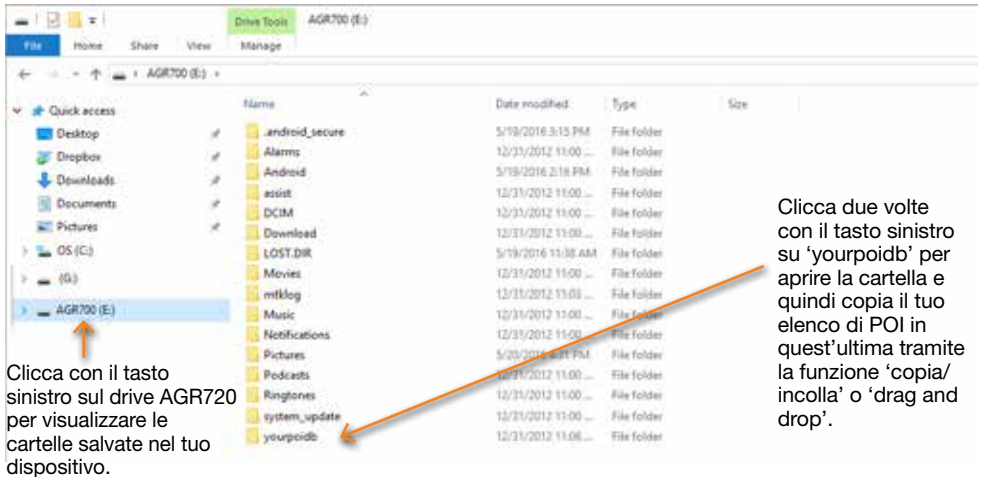 Drive Tools AGR700 (E:)
File Home Share View Manage
AGR700 (E:)
Quick access
Desktop
Dropbox
Downloads
Documents
Pictures
OS (C:)
(G:)
AGR700 (E:)
Name Date modified Type Size
.android_secure 5/19/2016 3:15 PM File folder
Alarms 12/31/2012 11:00 ... File folder
Android 5/19/2016 2:16 PM File folder
assist 12/31/2012 11:00 ... File folder
DCIM 12/31/2012 11:00 ... File folder
Download 12/31/2012 11:00 ... File folder
LOST.DIR 5/19/2016 11:38 AM File folder
Movies 12/31/2012 11:00 ... File folder
mtklog 12/31/2012 11:03 ... File folder
Music 12/31/2012 11:00 ... File folder
Notifications 12/31/2012 11:00 ... File folder
Pictures 5/20/2016 PM File folder
Podcasts 12/31/2012 11:00 ... File folder
Ringtones 12/31/2012 11:00 ... File folder
system_update 12/31/2012 11:00 ... File folder
yourpoidb 12/31/2012 11:06 ... File folder
Clicca con il tasto
sinistro sul drive AGR720
per visualizzare le
cartelle salvate nel tuo
dispositivo.
Clicca due volte
con il tasto sinistro
su ‘yourpoidb’ per
aprire la cartella e
quindi copia il tuo
elenco di POI in
quest’ultima tramite
la funzione ‘copia/
incolla’ o ‘drag and
drop’.